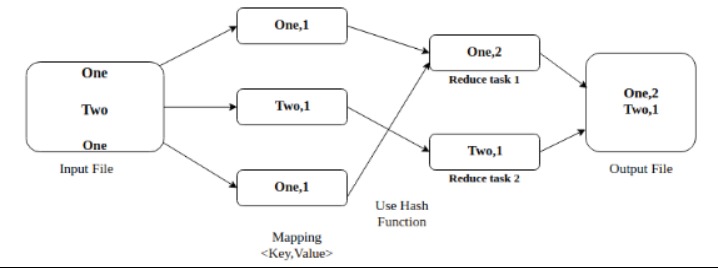 One
Two
One
Input File
One,1
Two,1
One,1
Mapping
<Key,Value>
Use Hash
Function
One,2
Reduce task 1
Two,1
Reduce task 2
One,2
Two,1
Output File